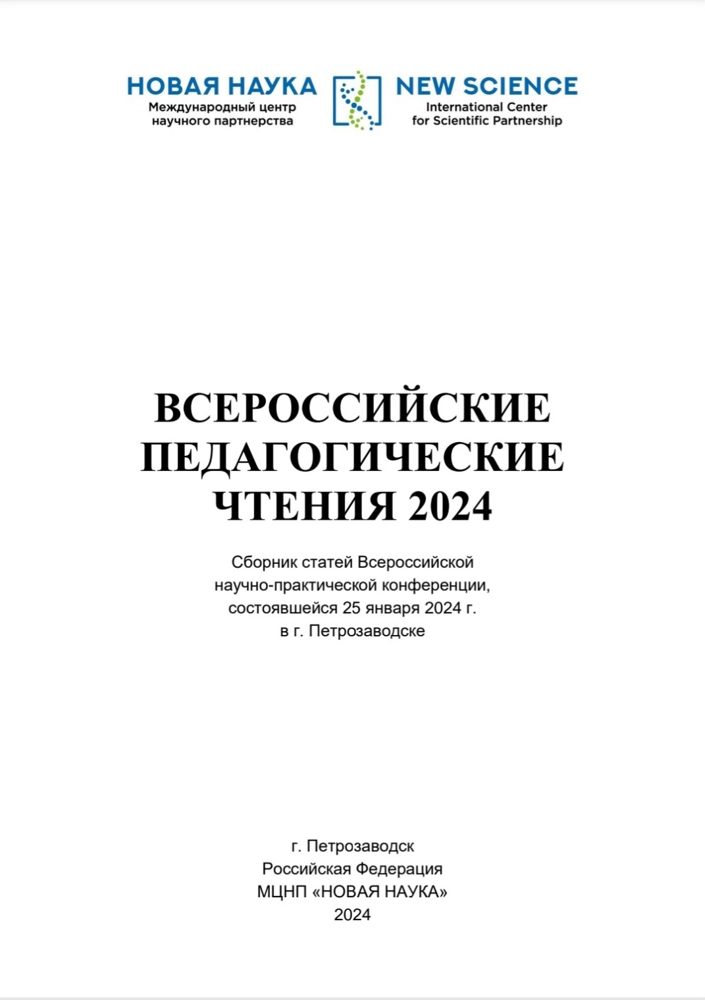 НОВАЯ НАУКА
Международный центр
научного партнерства
NEW SCIENCE
International Center
for Scientific Partnership
ВСЕРОССИЙСКИЕ
ПЕДАГОГИЧЕСКИЕ
ЧТЕНИЯ 2024
Сборник статей Всероссийской
научно-практической конференции,
состоявшейся 25 января 2024 г.
в г. Петрозаводске
г. Петрозаводск
Российская Федерация
МЦНП «НОВАЯ НАУКА»
2024